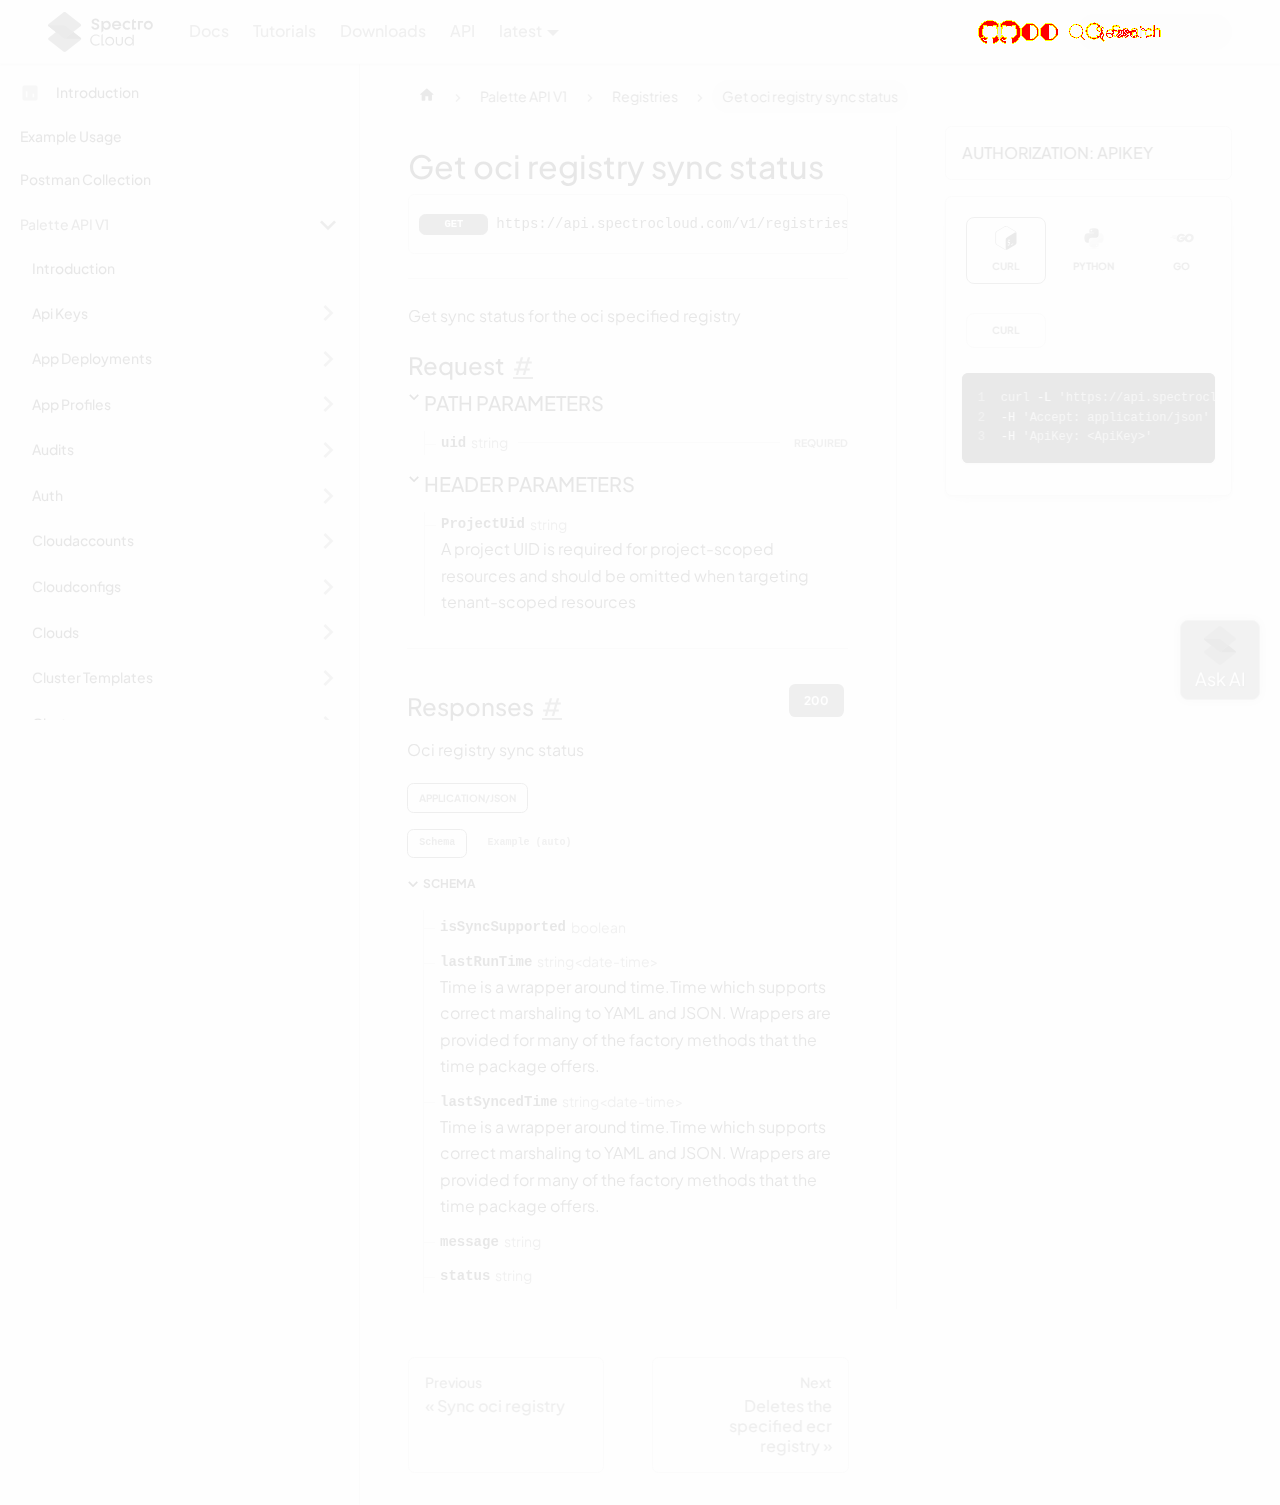 Spectro Cloud
Docs
Tutorials
Downloads
API
latest
Search
Introduction
Example Usage
Postman Collection
Palette API V1
Introduction
Api Keys
App Deployments
App Profiles
Audits
Auth
Cloudaccounts
Cloudconfigs
Clouds
Cluster Templates
Palette API V1
Registries
Get oci registry sync status
Get oci registry sync status
GET https://api.spectrocloud.com/v1/registries
Get sync status for the oci specified registry
Request #
PATH PARAMETERS
uid string REQUIRED
HEADER PARAMETERS
ProjectUid string
A project UID is required for project-scoped
resources and should be omitted when targeting
tenant-scoped resources
Responses #
200
Oci registry sync status
APPLICATION/JSON
Schema
Example (auto)
SCHEMA
isSyncSupported boolean
lastRunTime string<date-time>
Time is a wrapper around time.Time which supports
correct marshaling to YAML and JSON. Wrappers are
provided for many of the factory methods that the
time package offers.
lastSyncedTime string<date-time>
Time is a wrapper around time.Time which supports
correct marshaling to YAML and JSON. Wrappers are
provided for many of the factory methods that the
time package offers.
message string
status string
Previous
« Sync oci registry
Next
Deletes the
specified ecr
registry »
AUTHORIZATION: APIKEY
CURL
PYTHON
GO
GO
CURL
1 curl -L 'https://api.spectrocl
2 -H 'Accept: application/json'
3 -H 'ApiKey: <ApiKey>'
Ask AI